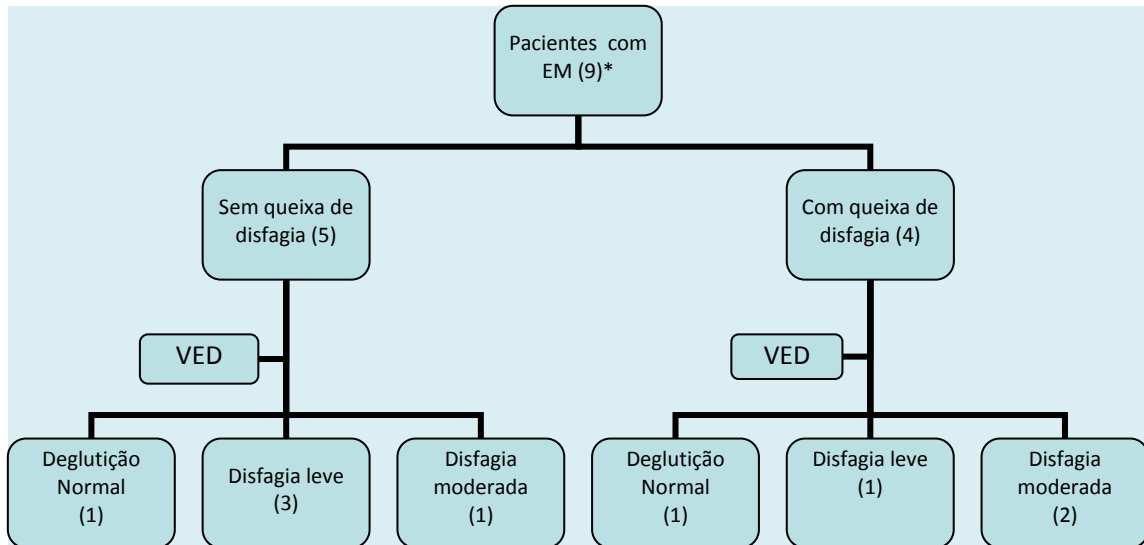 Pacientes com
EM (9)*
Sem queixa de
disfagia (5)
Com queixa de
disfagia (4)
VED
VED
Deglutição
Normal
(1)
Disfagia leve
(3)
Disfagia
moderada
(1)
Deglutição
Normal
(1)
Disfagia leve
(1)
Disfagia
moderada
(2)